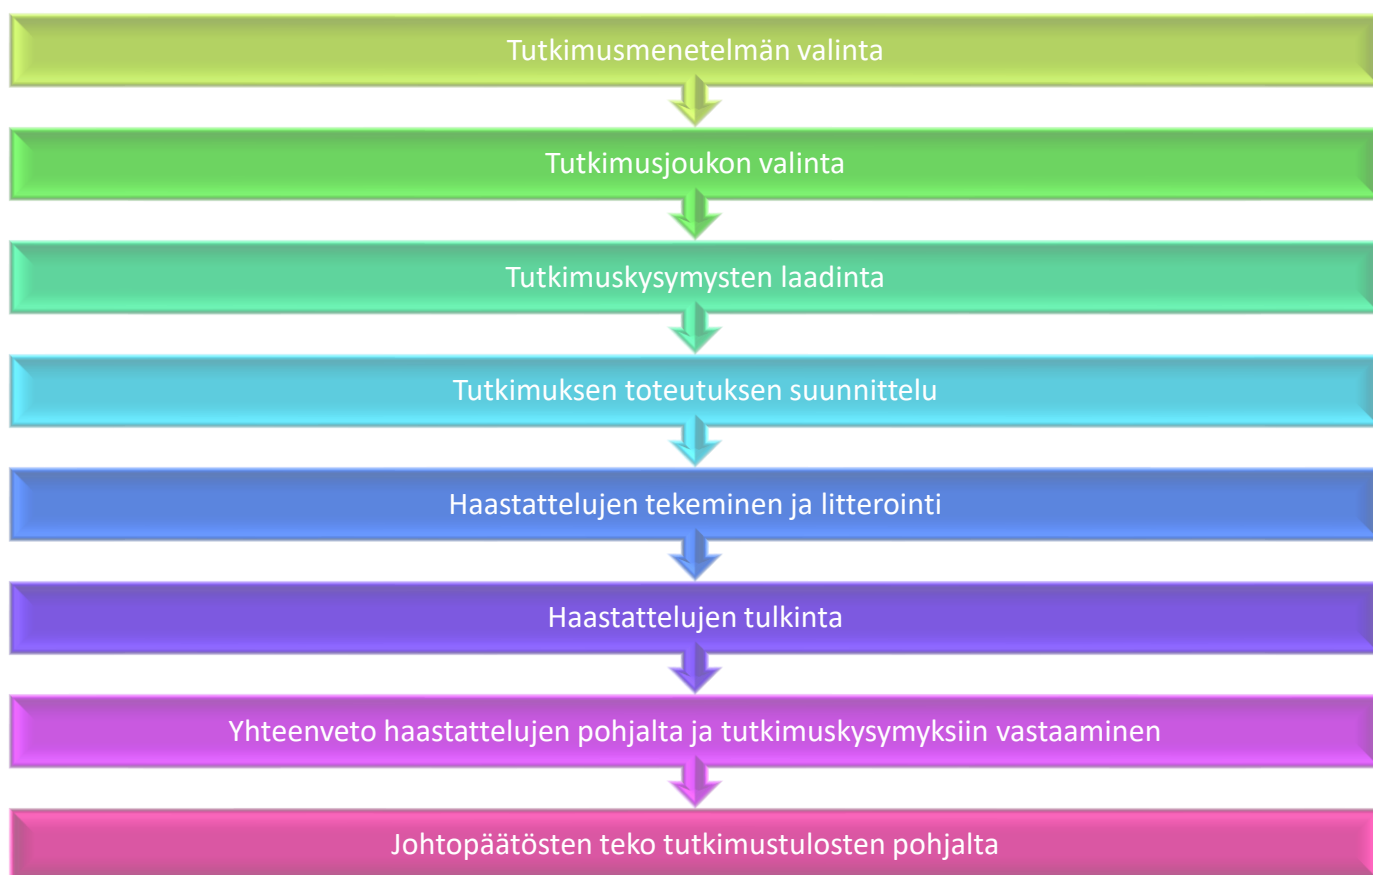 Tutkimusmenetelmän valinta
Tutkimusjoukon valinta
Tutkimuskysymysten laadinta
Tutkimuksen toteutuksen suunnittelu
Haastattelujen tekeminen ja litterointi
Haastattelujen tulkinta
Yhteenveto haastattelujen pohjalta ja tutkimuskysymyksiin vastaaminen
Johtopäätösten teko tutkimustulosten pohjalta